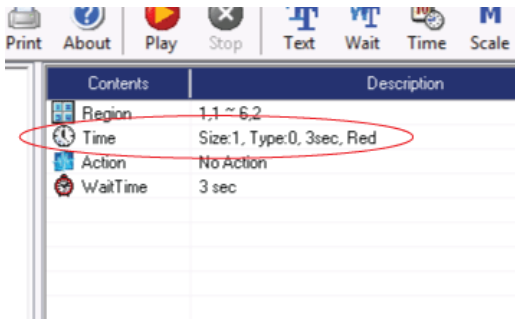 Print About Play Stop Text Wait Time Scale
Contents Description
Region 1,1 ~ 6,2
Time Size:1, Type:0, 3sec, Red
Action No Action
WaitTime 3 sec